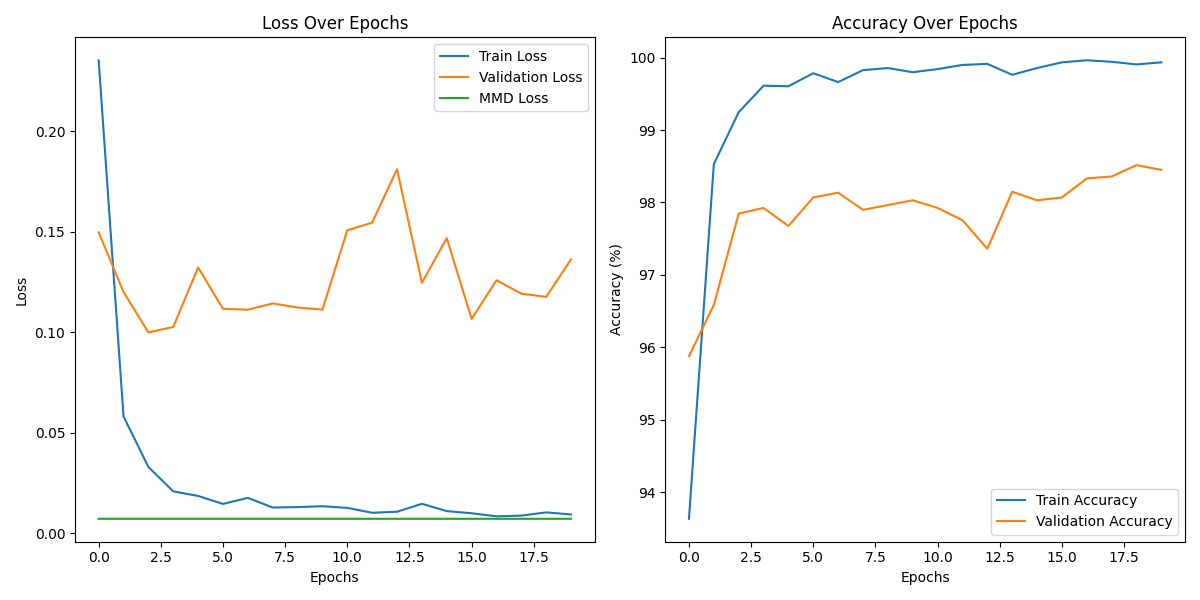 Loss Over Epochs
Train Loss
Validation Loss
MMD Loss
0.20
0.15
0.10
0.05
0.00
Loss
0.0 2.5 5.0 7.5 10.0 12.5 15.0 17.5
Epochs
Accuracy Over Epochs
100
99
98
97
96
95
94
Accuracy (%)
Train Accuracy
Validation Accuracy
0.0 2.5 5.0 7.5 10.0 12.5 15.0 17.5
Epochs